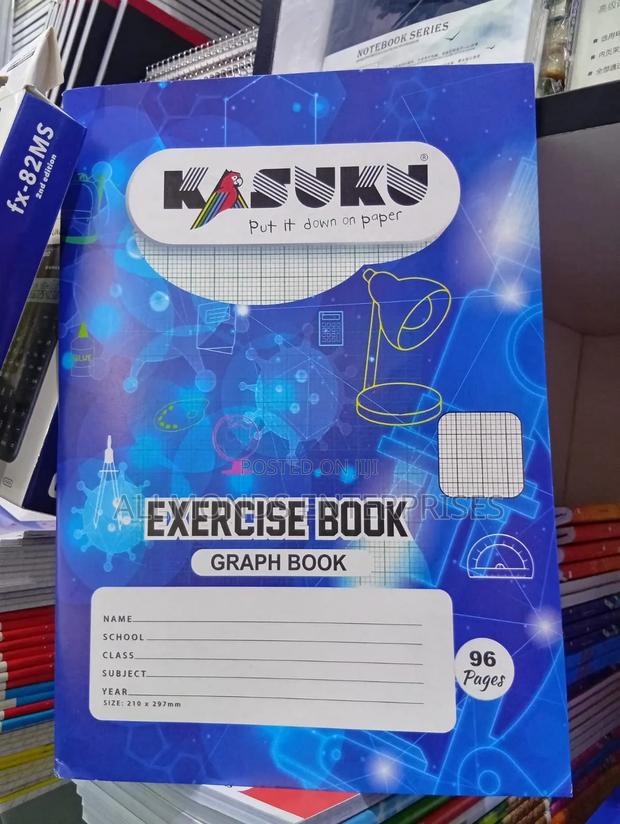 NOTEBOOK SERIES
fx-82MS
2nd edition
KASUKU®
put it down on paper
GLUE
POSTED ON JIJI
EXERCISE BOOK
GRAPH BOOK
NAME
SCHOOL
CLASS
SUBJECT
YEAR
SIZE: 210 x 297mm
96
Pages